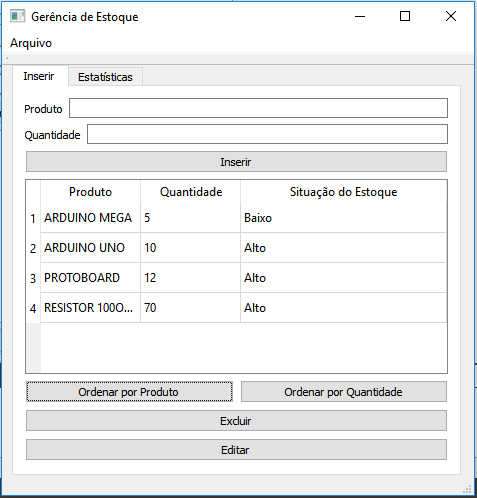 Gerência de Estoque
Arquivo
Inserir Estatísticas
Produto
Quantidade
Inserir
Produto Quantidade Situação do Estoque
1 ARDUINO MEGA 5 Baixo
2 ARDUINO UNO 10 Alto
3 PROTOBOARD 12 Alto
4 RESISTOR 100O... 70 Alto
Ordenar por Produto Ordenar por Quantidade
Excluir
Editar